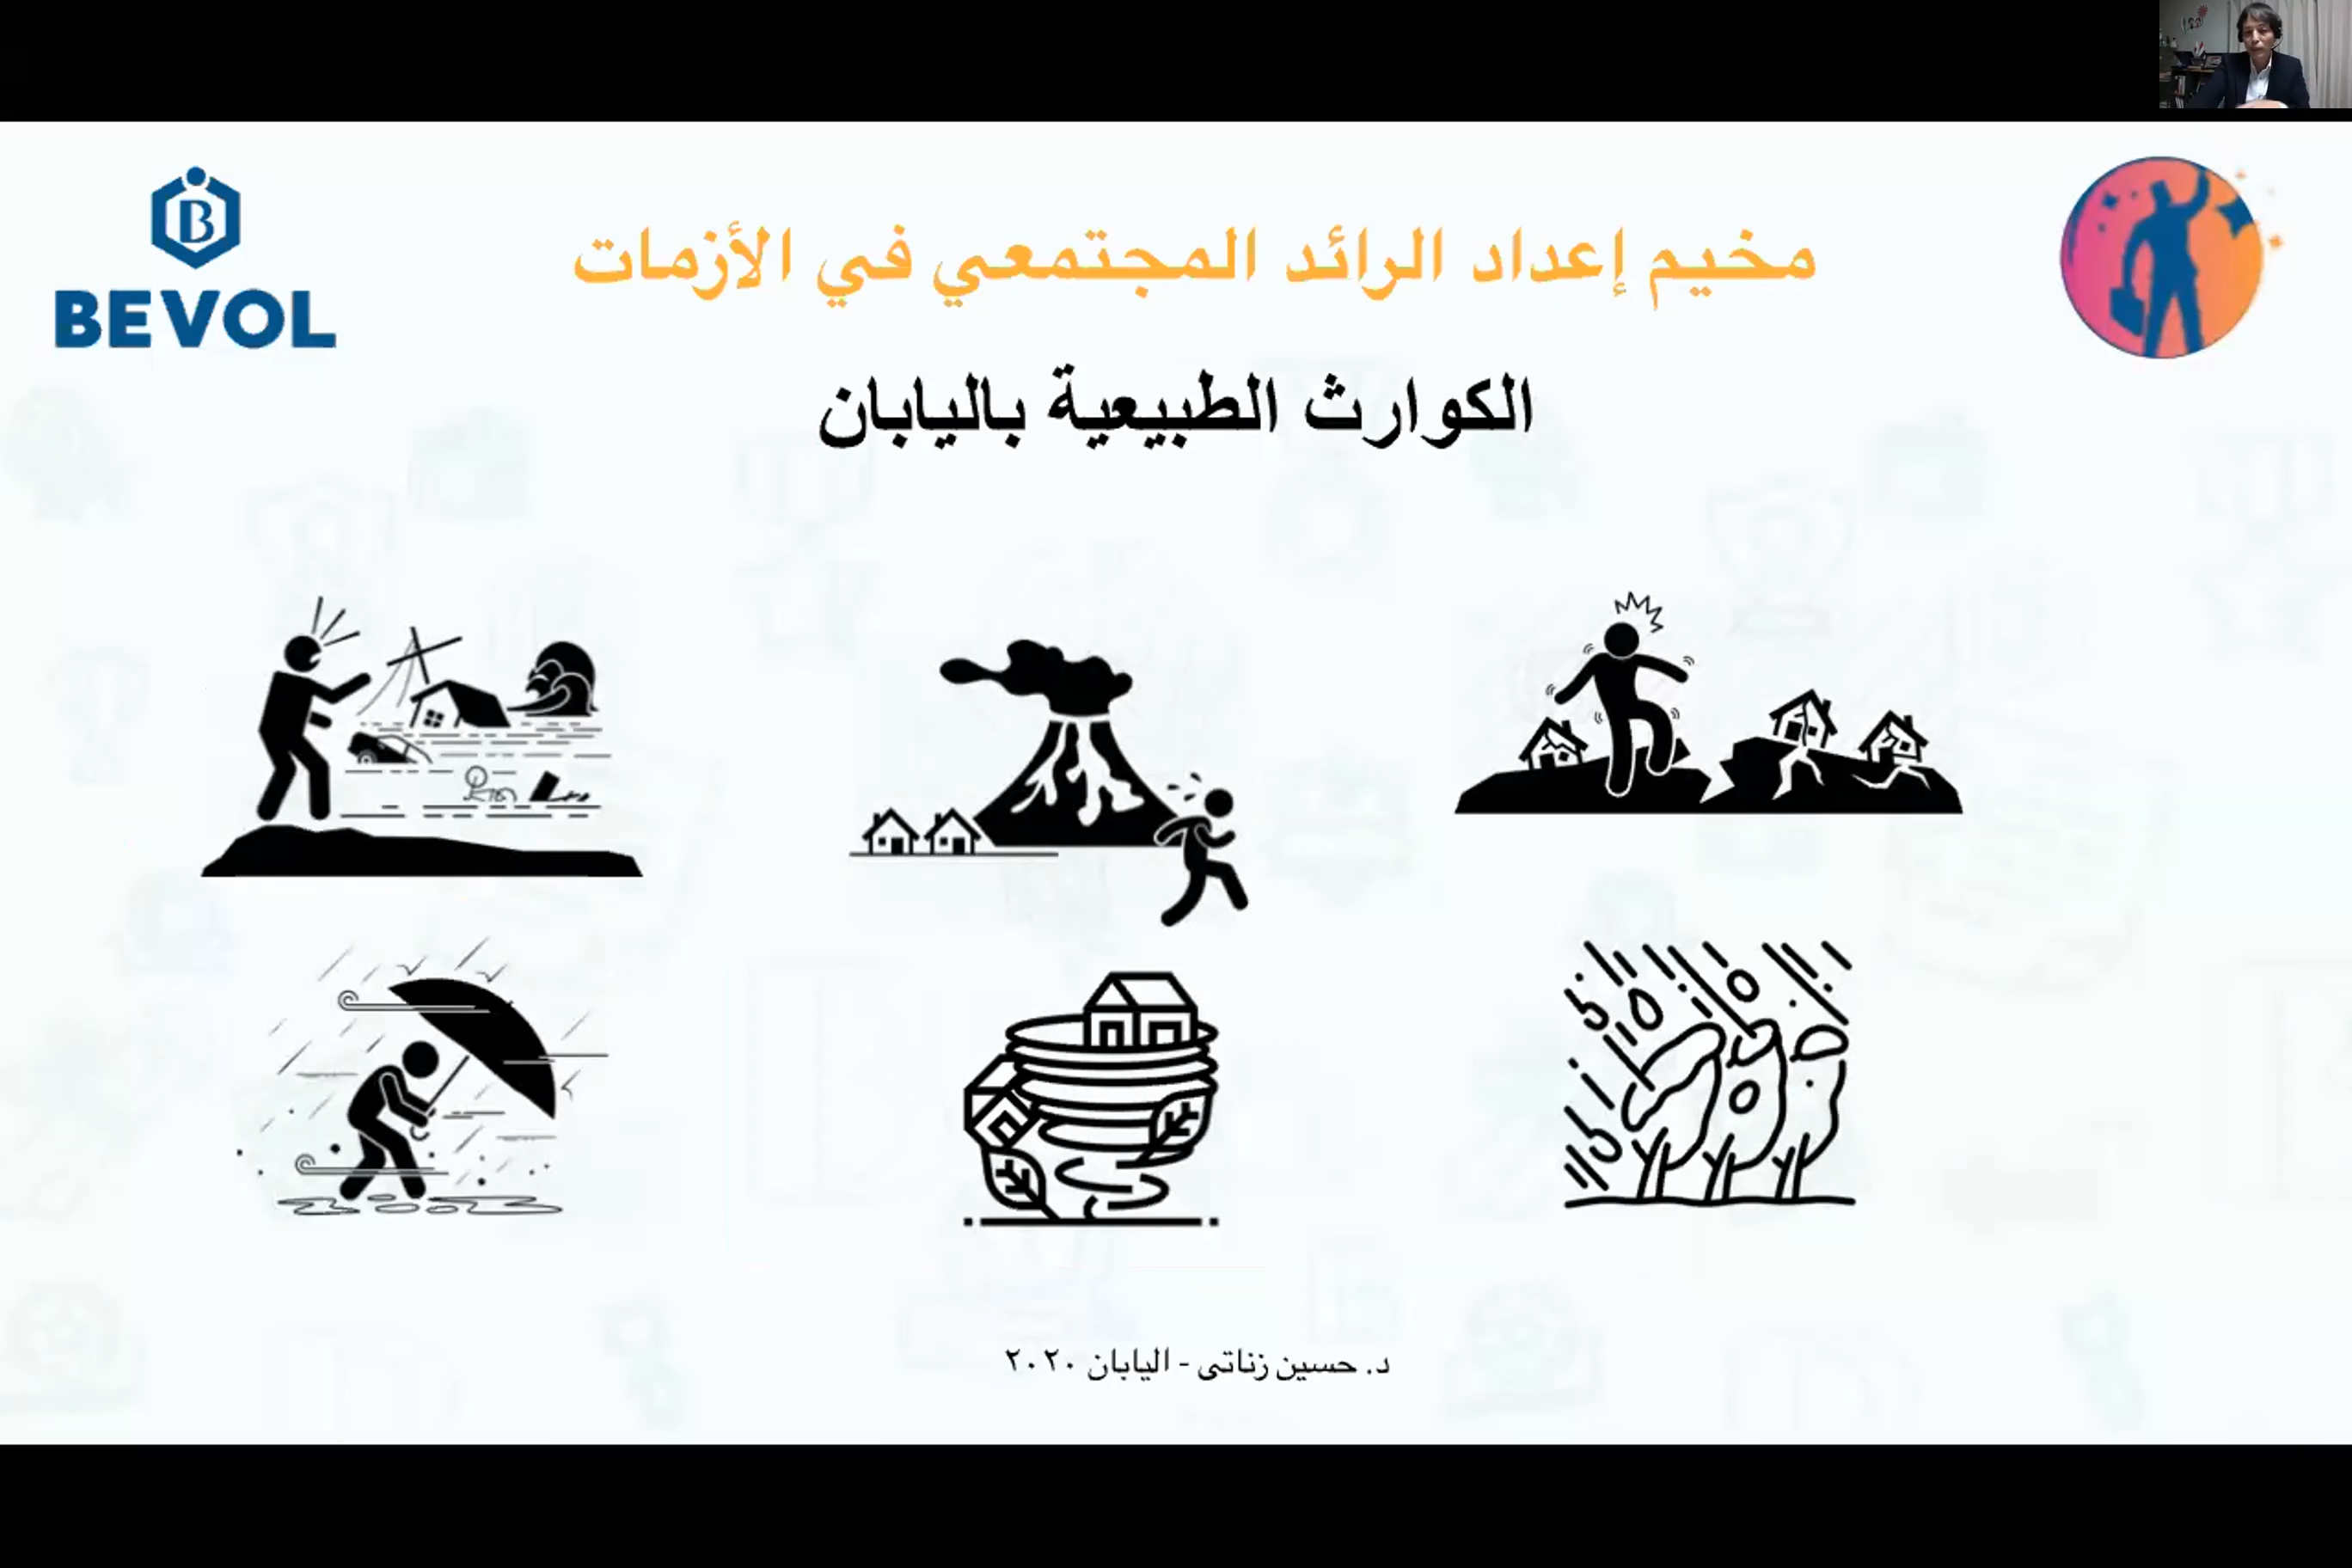 مخيم إعداد الرائد المجتمعي في الأزمات
B
BEVOL
الكوارث الطبيعية باليابان
د. حسين زناتى - اليابان ٢٠٢٠